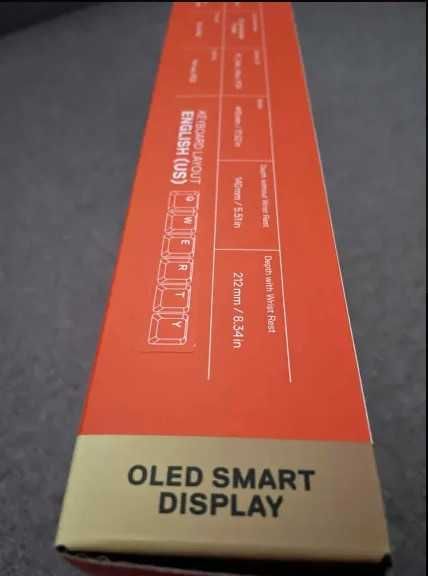 KEYBOARD LAYOUT
ENGLISH (US)
Q W E R T Y
Depth without Wrist Rest
140mm / 5.51in
Depth with Wrist Rest
212mm / 8.34in
OLED SMART
DISPLAY